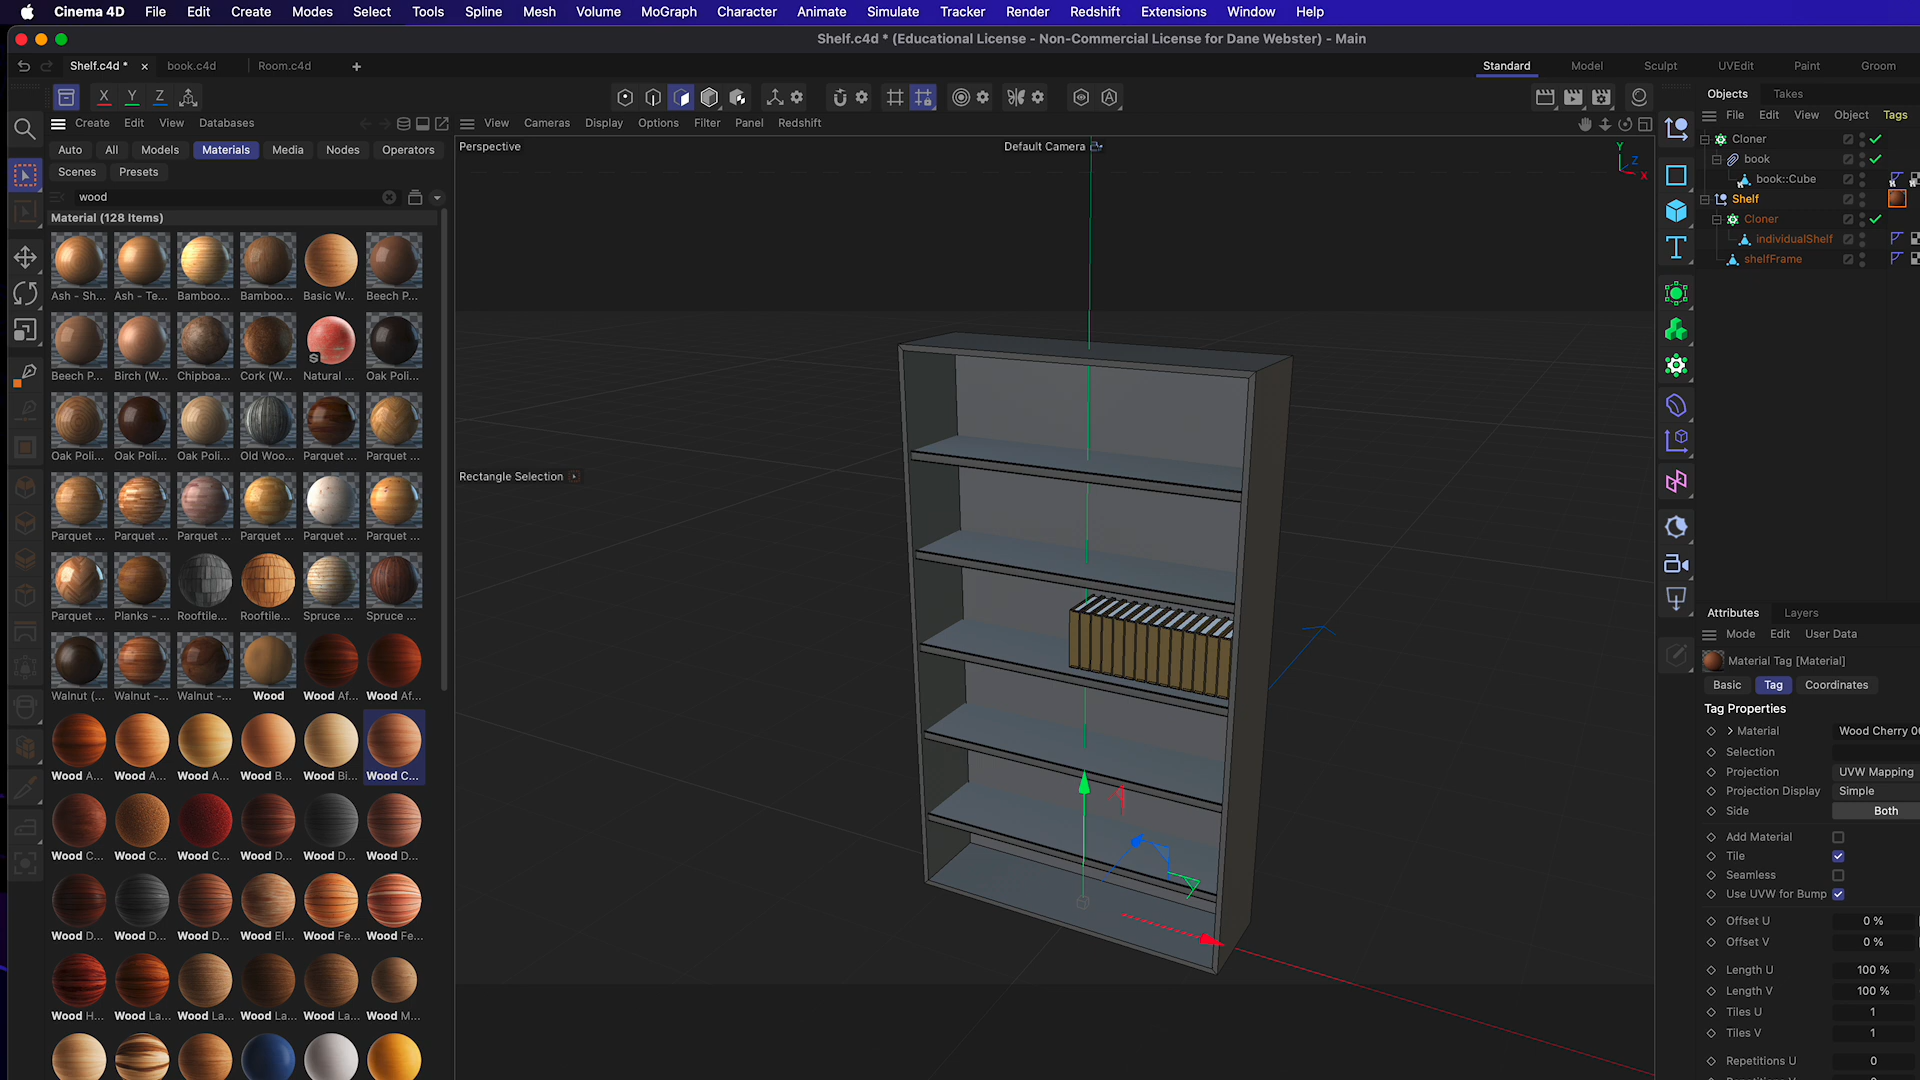 Cinema 4D File Edit Create Modes Select Tools Spline Mesh Volume MoGraph Character Animate Simulate Tracker Render Redshift Extensions Window Help
Shelf.c4d * (Educational License - Non-Commercial License for Dane Webster) - Main
Shelf.c4d * × book.c4d Room.c4d +
Standard Model Sculpt UVEdit Paint Groom
X Y Z
Objects Takes
Create Edit View Databases
View Cameras Display Options Filter Panel Redshift
File Edit View Object Tags
Auto All Models Materials Media Nodes Operators
Scenes Presets
Perspective
Default Camera
Y
Z
X
wood
Material (128 Items)
Ash - Sh... Ash - Te... Bamboo... Bamboo... Basic W... Beech P...
Beech P... Birch (W... Chipboa... Cork (W... Natural ... Oak Poli...
Oak Poli... Oak Poli... Oak Poli... Old Woo... Parquet ... Parquet ...
Parquet ... Parquet ... Parquet ... Parquet ... Parquet ... Parquet ...
Parquet ... Planks - ... Rooftile... Rooftile... Spruce ... Spruce ...
Walnut (... Walnut -... Walnut -... Wood Wood Af... Wood Af...
Wood A... Wood A... Wood A... Wood B... Wood Bi... Wood C...
Wood C... Wood C... Wood C... Wood D... Wood D... Wood D...
Wood D... Wood D... Wood D... Wood El... Wood Fe... Wood Fe...
Wood H... Wood La... Wood La... Wood La... Wood La... Wood M...
Rectangle Selection
Cloner
book
book::Cube
Shelf
Cloner
individualShelf
shelfFrame
Attributes Layers
Mode Edit User Data
Material Tag [Material]
Basic Tag Coordinates
Tag Properties
Material Wood Cherry 00
Selection
Projection UVW Mapping
Projection Display Simple
Side Both
Add Material
Tile
Seamless
Use UVW for Bump
Offset U 0 %
Offset V 0 %
Length U 100 %
Length V 100 %
Tiles U 1
Tiles V 1
Repetitions U 0